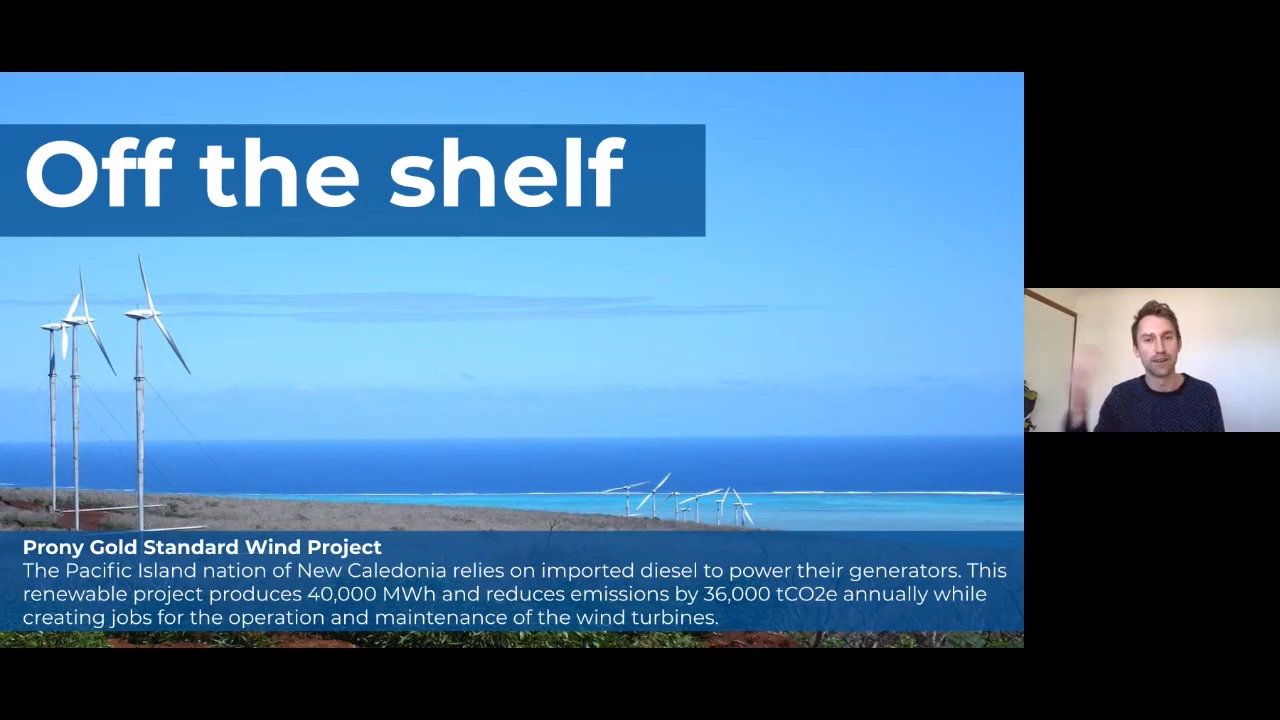 Off the shelf
Prony Gold Standard Wind Project
The Pacific Island nation of New Caledonia relies on imported diesel to power their generators. This
renewable project produces 40,000 MWh and reduces emissions by 36,000 tCO2e annually while
creating jobs for the operation and maintenance of the wind turbines.